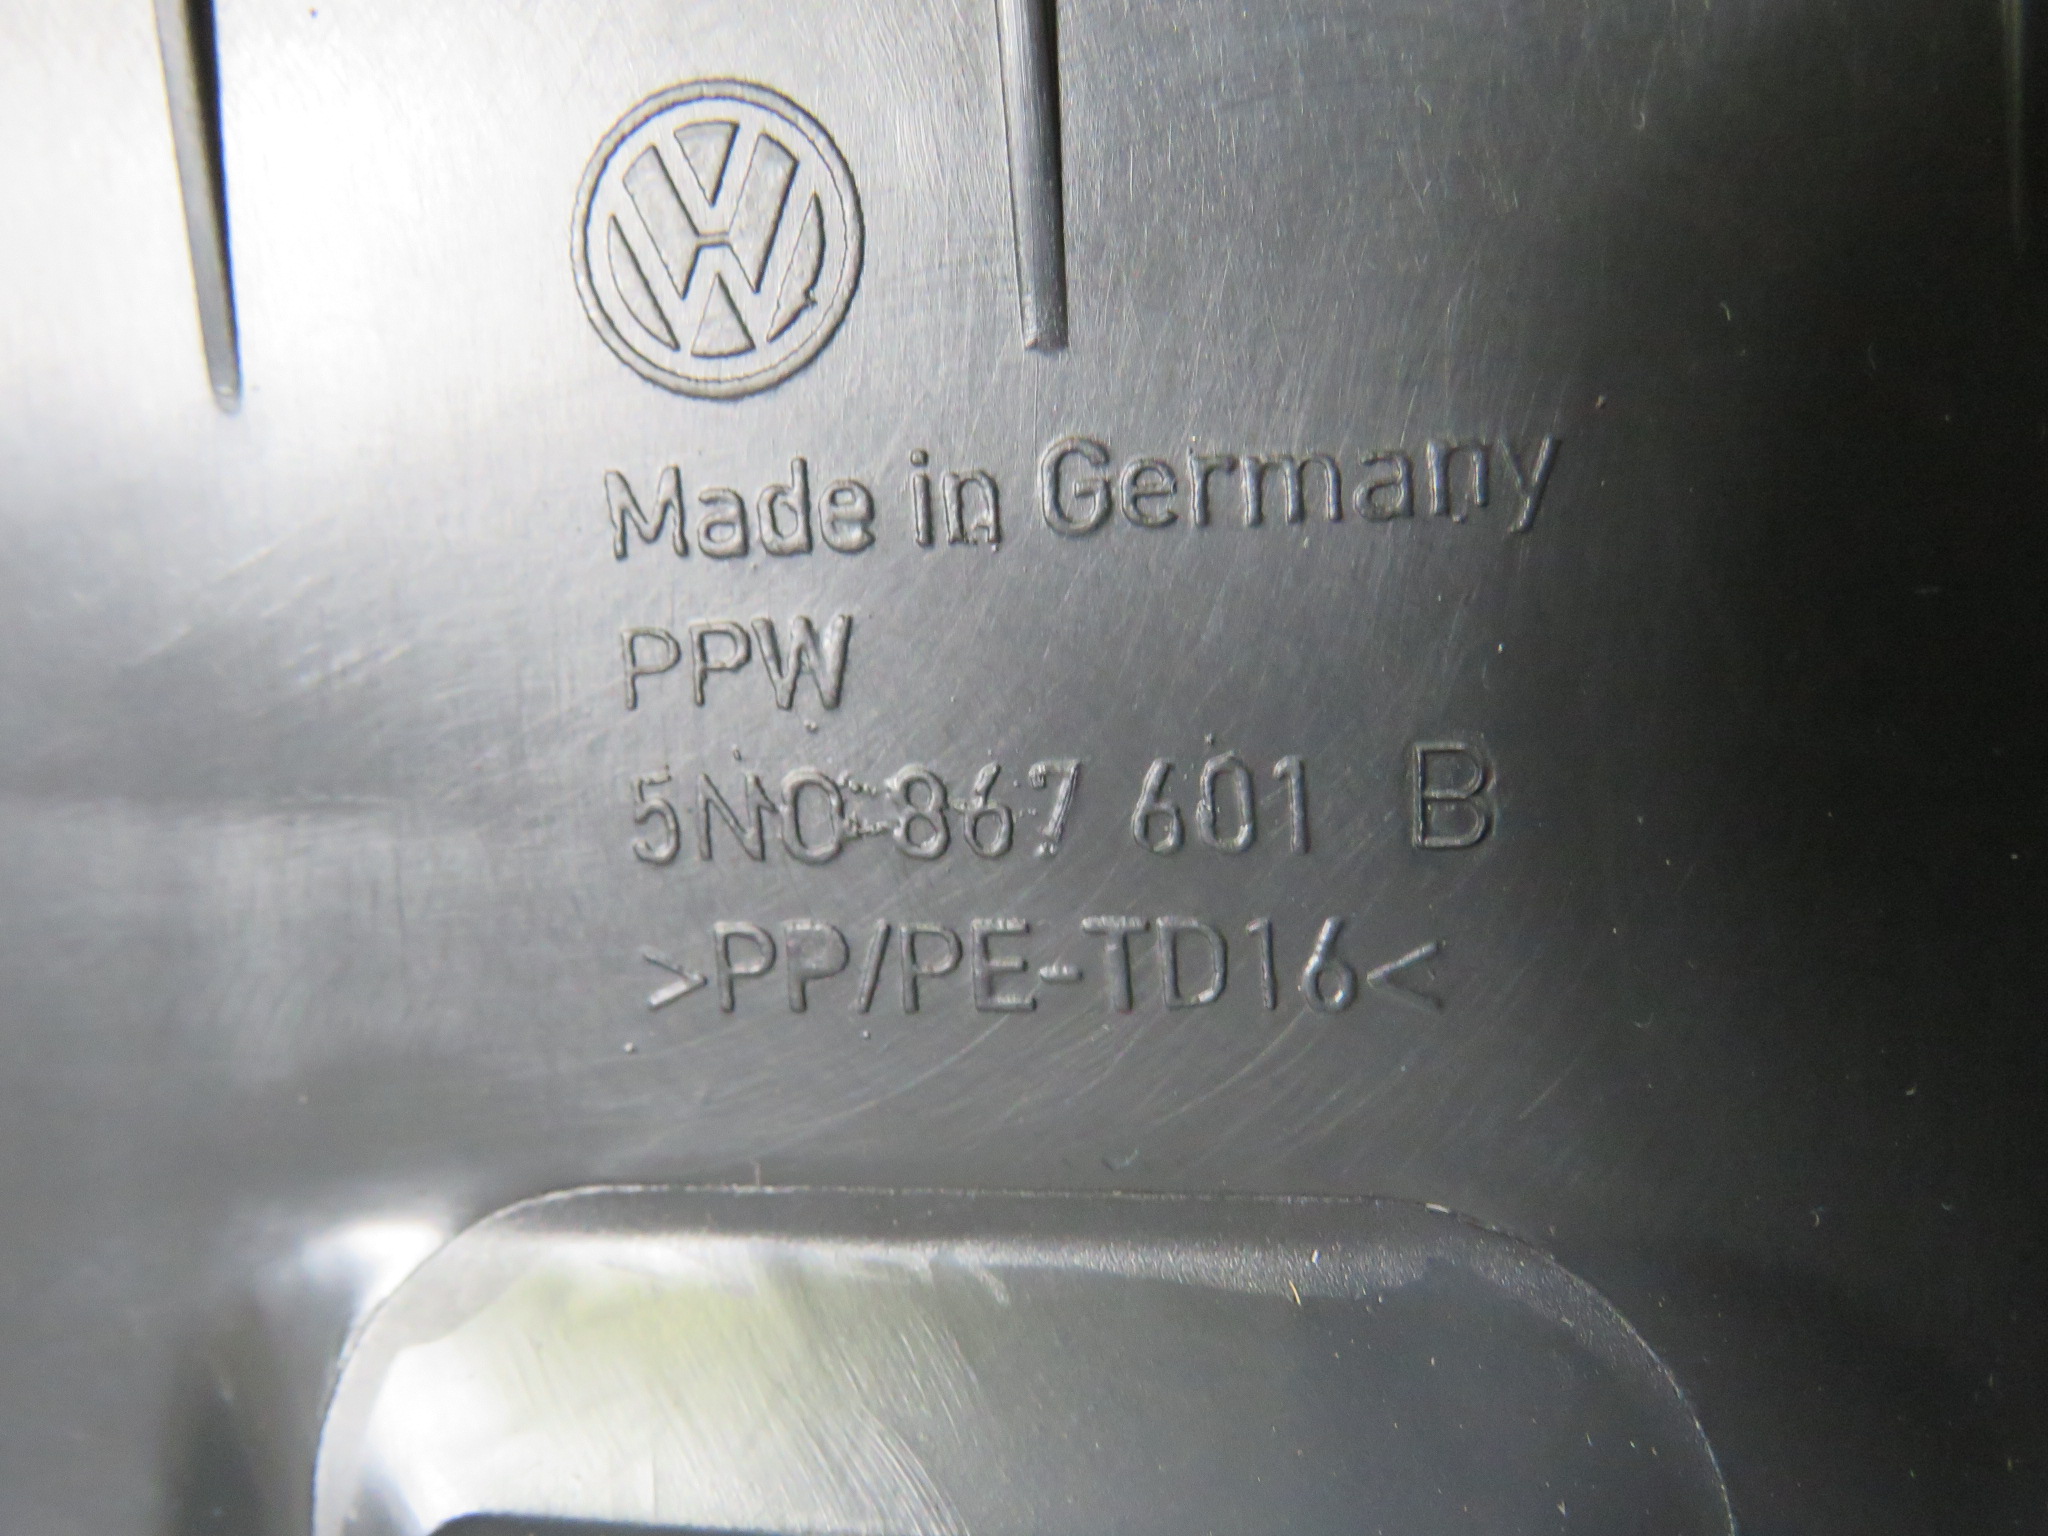 Made in Germany
PPW
5N0 867 601 B
>PP/PE-TD16<